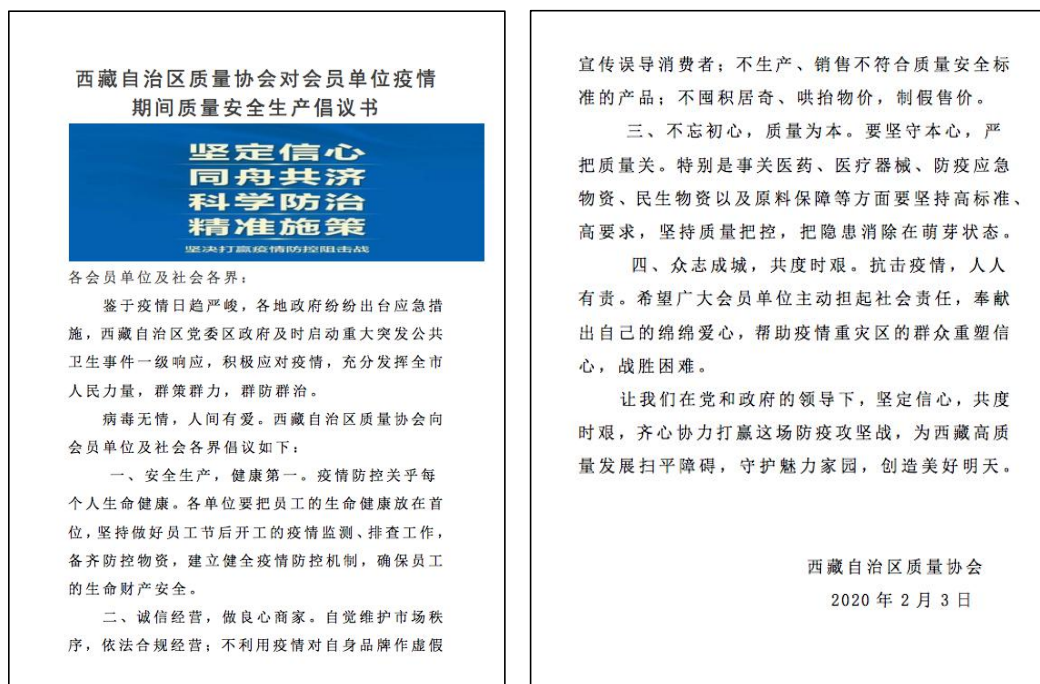 西藏自治区质量协会对会员单位疫情
期间质量安全生产倡议书
坚定信心
同舟共济
科学防治
精准施策
坚决打赢疫情防控阻击战
各会员单位及社会各界：
鉴于疫情日趋严峻，各地政府纷纷出台应急措
施，西藏自治区党委区政府及时启动重大突发公共
卫生事件一级响应，积极应对疫情，充分发挥全市
人民力量，群策群力，群防群治。
病毒无情，人间有爱。西藏自治区质量协会向
会员单位及社会各界倡议如下：
一、安全生产，健康第一。疫情防控关乎每
个人生命健康。各单位要把员工的生命健康放在首
位，坚持做好员工节后开工的疫情监测、排查工作，
备齐防控物资，建立健全疫情防控机制，确保员工
的生命财产安全。
二、诚信经营，做良心商家。自觉维护市场秩
序，依法合规经营；不利用疫情对自身品牌作虚假
宣传误导消费者；不生产、销售不符合质量安全标
准的产品；不囤积居奇、哄抬物价，制假售价。
三、不忘初心，质量为本。要坚守本心，严
把质量关。特别是事关医药、医疗器械、防疫应急
物资、民生物资以及原料保障等方面要坚持高标准、
高要求，坚持质量把控，把隐患消除在萌芽状态。
四、众志成城，共度时艰。抗击疫情，人人
有责。希望广大会员单位主动担起社会责任，奉献
出自己的绵绵爱心，帮助疫情重灾区的群众重塑信
心，战胜困难。
让我们在党和政府的领导下，坚定信心，共度
时艰，齐心协力打赢这场防疫攻坚战，为西藏高质
量发展扫平障碍，守护魅力家园，创造美好明天。
西藏自治区质量协会
2020年2月3日